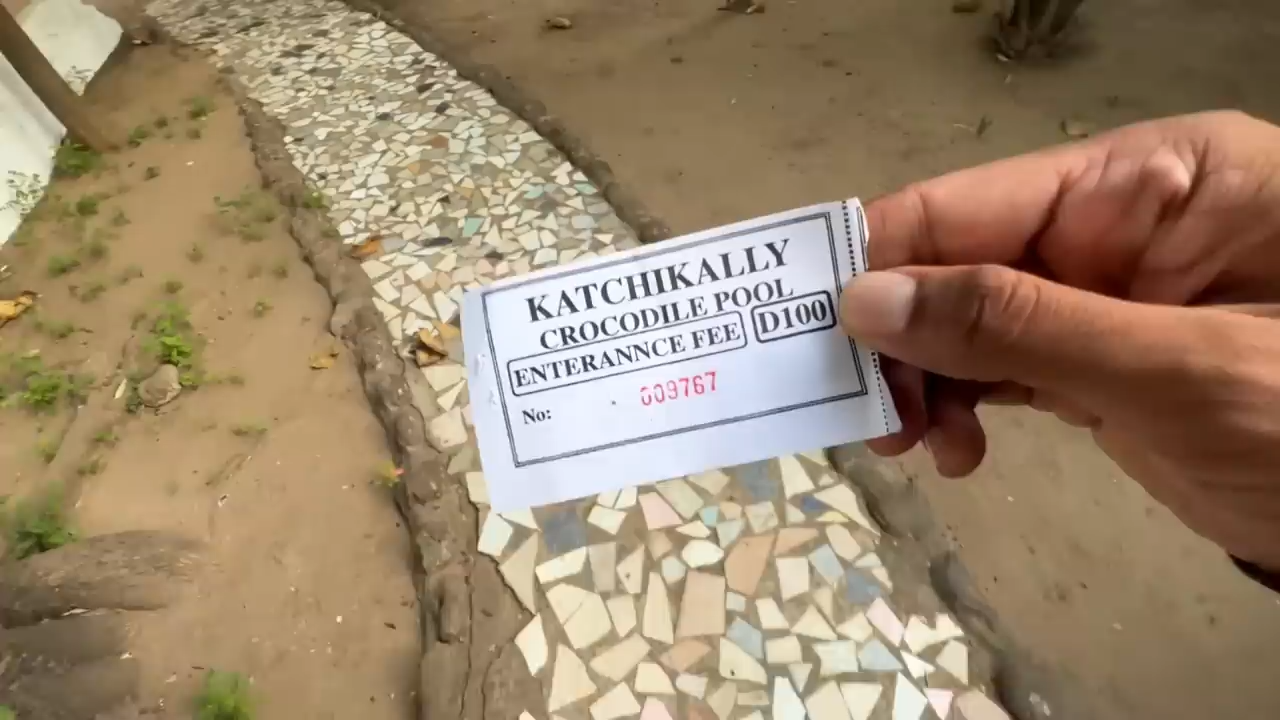 KATCHIKALLY
CROCODILE POOL
ENTERANNCE FEE D100
No: 009767